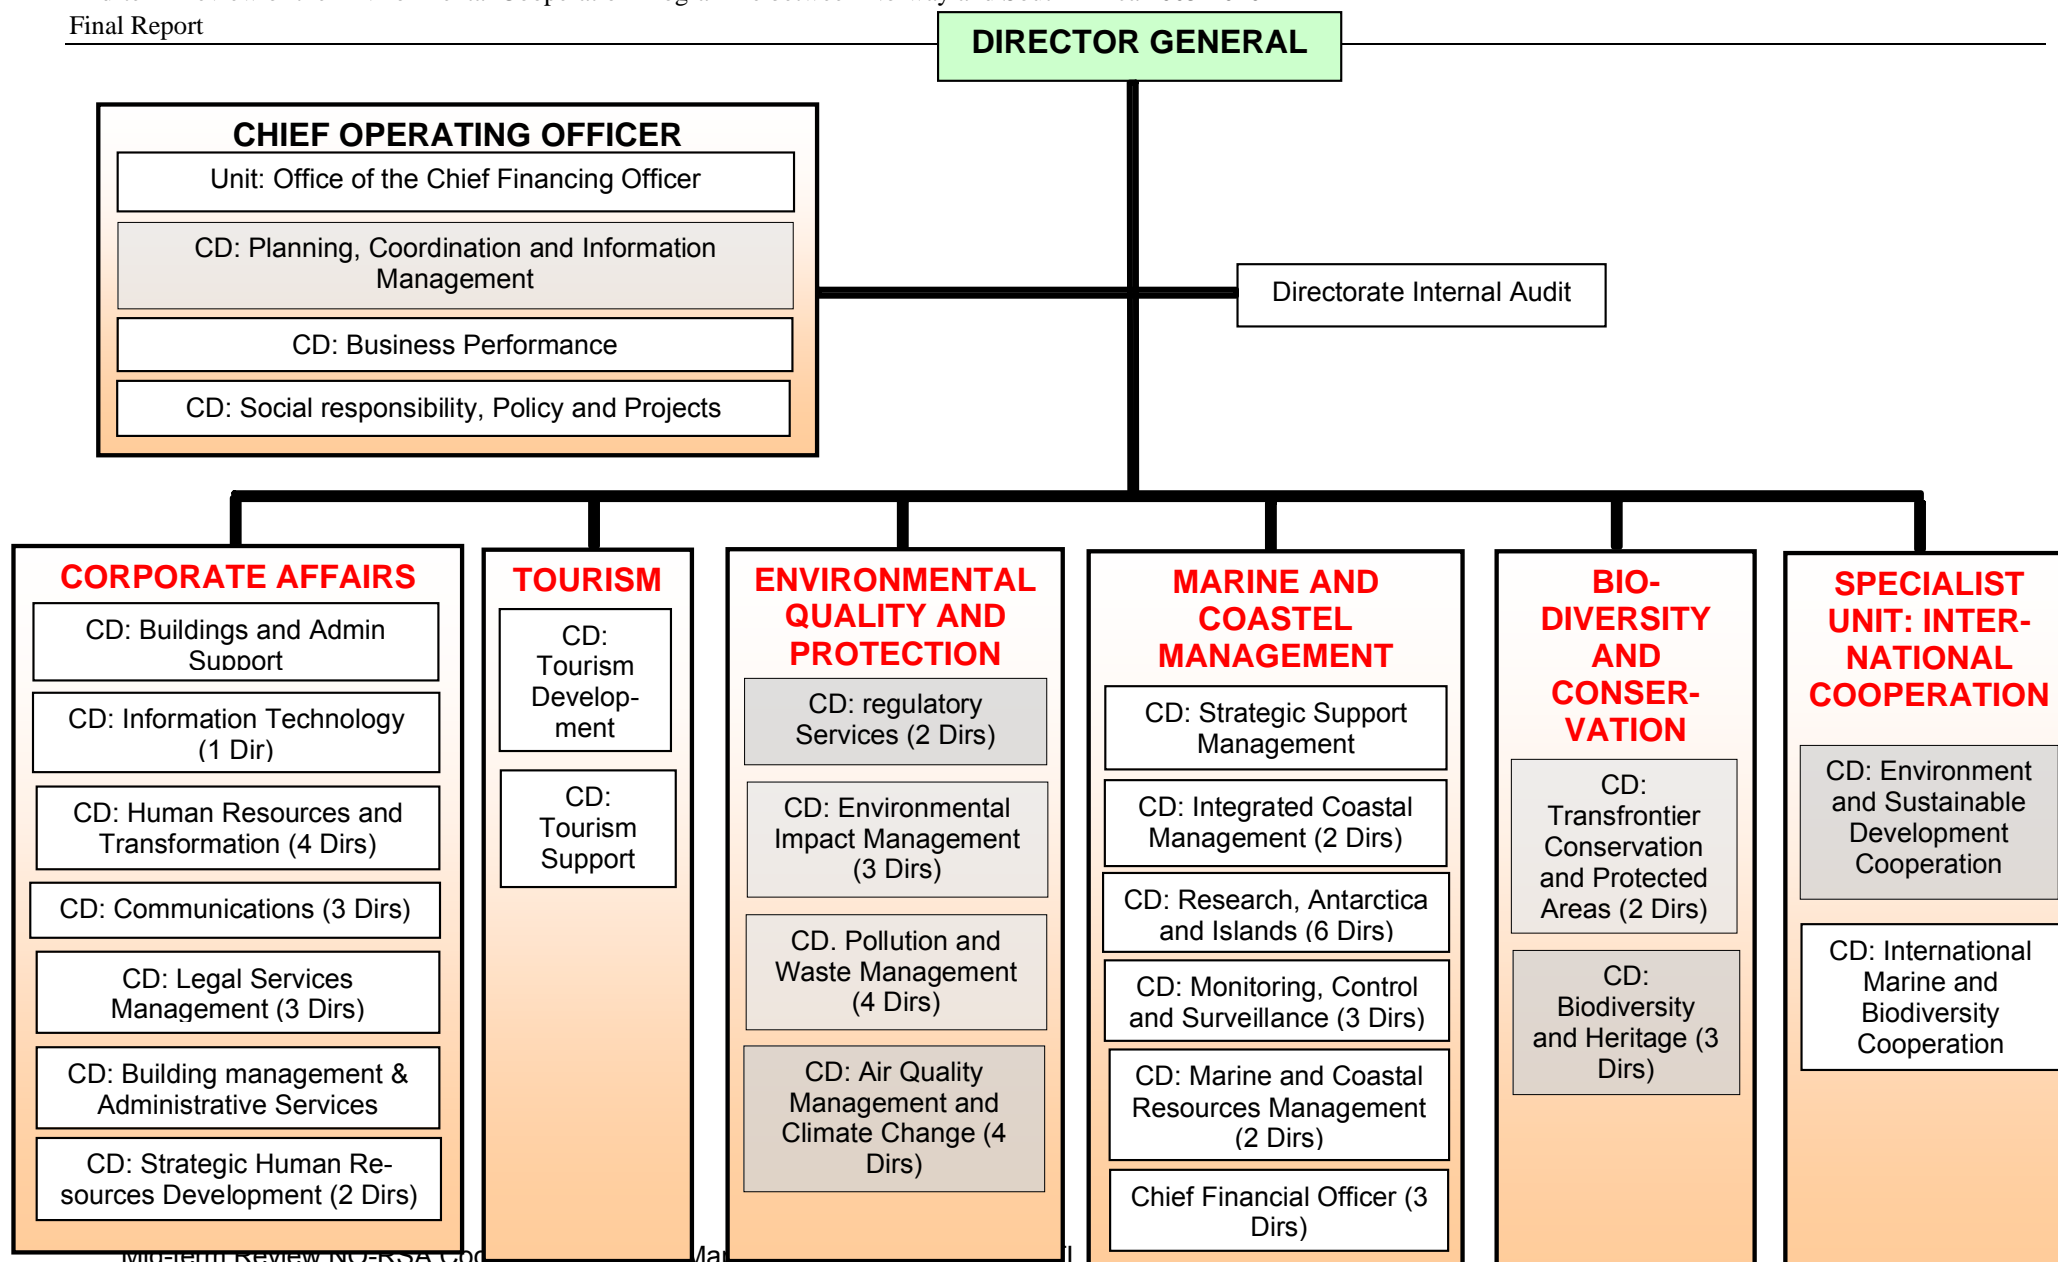 Final Report
DIRECTOR GENERAL
CHIEF OPERATING OFFICER
Unit: Office of the Chief Financing Officer
CD: Planning, Coordination and Information
Management
CD: Business Performance
CD: Social responsibility, Policy and Projects
Directorate Internal Audit
CORPORATE AFFAIRS
CD: Buildings and Admin
Support
CD: Information Technology
(1 Dir)
CD: Human Resources and
Transformation (4 Dirs)
CD: Communications (3 Dirs)
CD: Legal Services
Management (3 Dirs)
CD: Building management &
Administrative Services
CD: Strategic Human Re-
sources Development (2 Dirs)
TOURISM
CD:
Tourism
Develop-
ment
CD:
Tourism
Support
ENVIRONMENTAL
QUALITY AND
PROTECTION
CD: regulatory
Services (2 Dirs)
CD: Environmental
Impact Management
(3 Dirs)
CD. Pollution and
Waste Management
(4 Dirs)
CD: Air Quality
Management and
Climate Change (4
Dirs)
MARINE AND
COASTEL
MANAGEMENT
CD: Strategic Support
Management
CD: Integrated Coastal
Management (2 Dirs)
CD: Research, Antarctica
and Islands (6 Dirs)
CD: Monitoring, Control
and Surveillance (3 Dirs)
CD: Marine and Coastal
Resources Management
(2 Dirs)
Chief Financial Officer (3
Dirs)
BIO-
DIVERSITY
AND
CONSER-
VATION
CD:
Transfrontier
Conservation
and Protected
Areas (2 Dirs)
CD:
Biodiversity
and Heritage (3
Dirs)
SPECIALIST
UNIT: INTER-
NATIONAL
COOPERATION
CD: Environment
and Sustainable
Development
Cooperation
CD: International
Marine and
Biodiversity
Cooperation
Mid-term Review NO-RSA